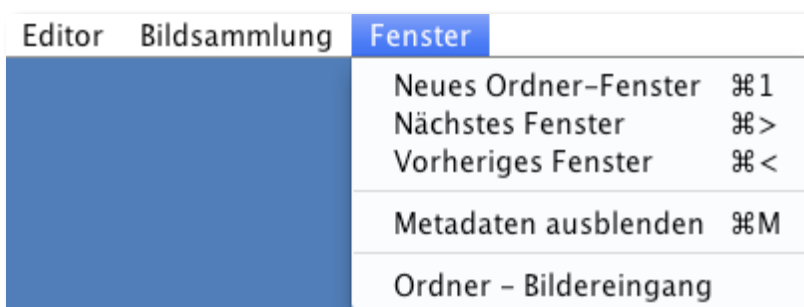 Editor Bildsammlung Fenster
Neues Ordner-Fenster ⌘1
Nächstes Fenster ⌘>
Vorheriges Fenster ⌘<
Metadaten ausblenden ⌘M
Ordner – Bildereingang